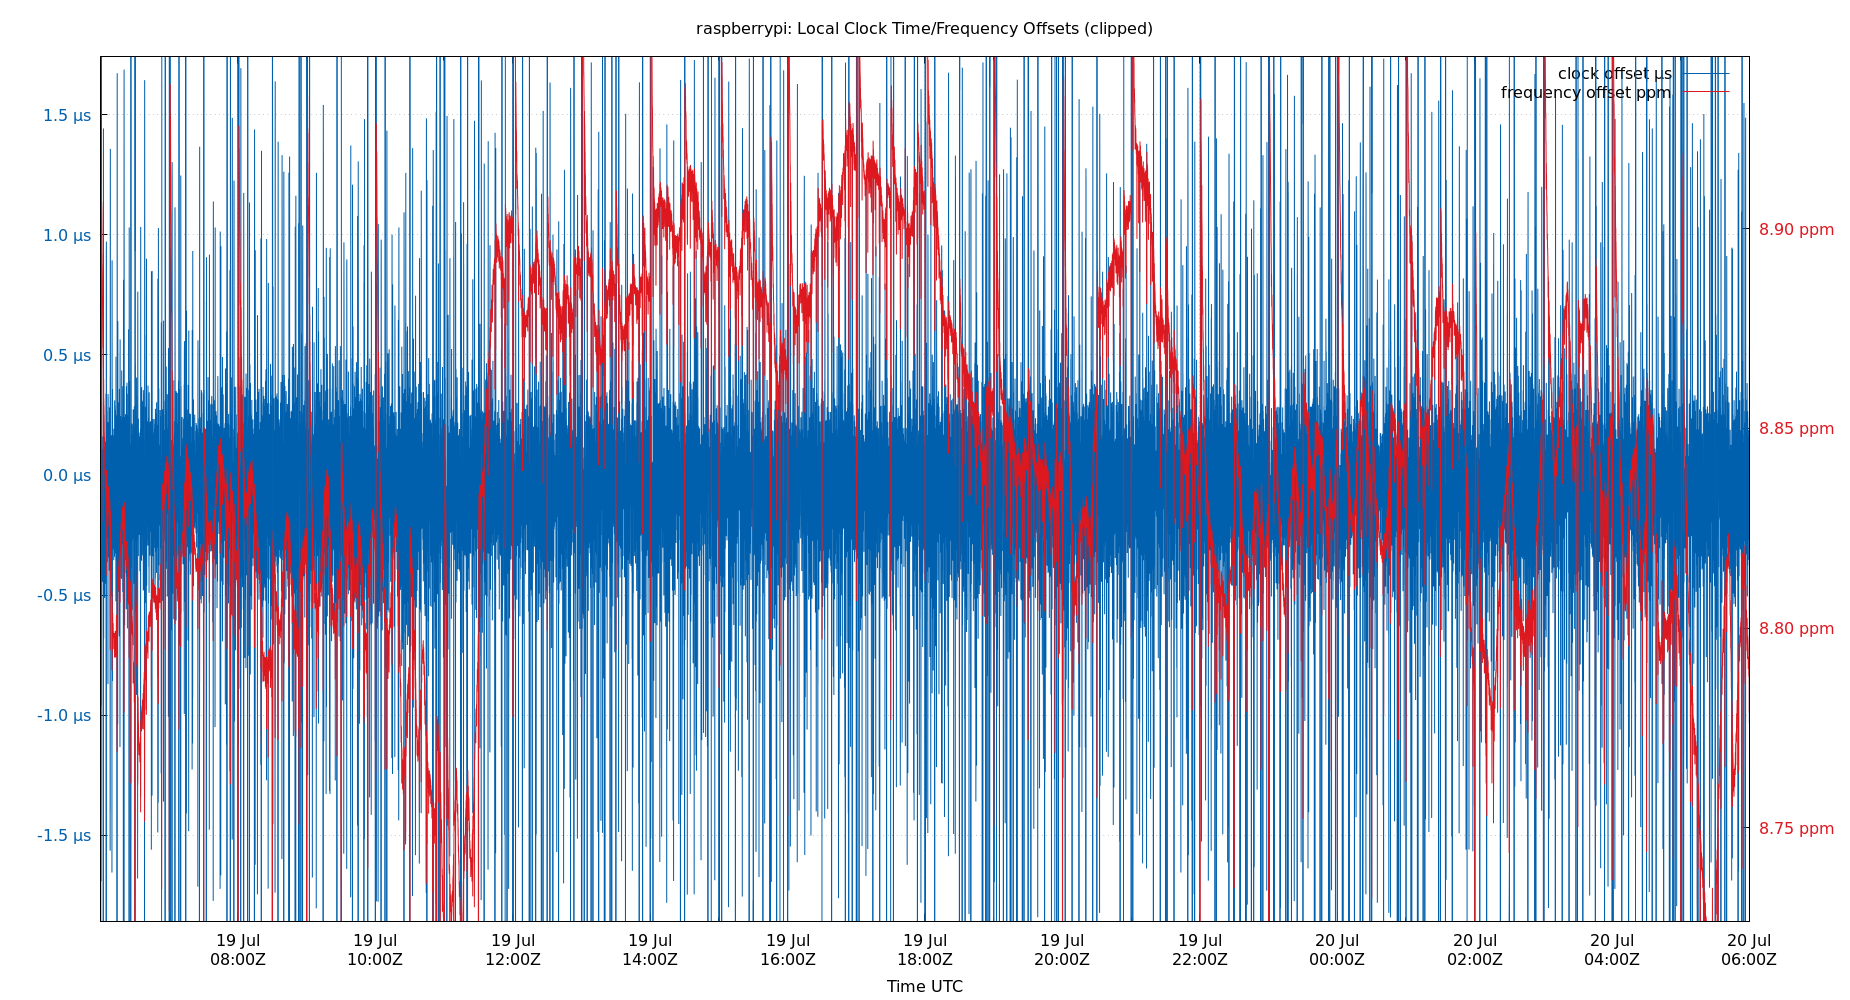 raspberrypi: Local Clock Time/Frequency Offsets (clipped)
clock offset µs
frequency offset ppm
1.5 µs
1.0 µs
0.5 µs
0.0 µs
-0.5 µs
-1.0 µs
-1.5 µs
8.90 ppm
8.85 ppm
8.80 ppm
8.75 ppm
19 Jul 19 Jul 19 Jul 19 Jul 19 Jul 19 Jul 19 Jul 19 Jul 20 Jul 20 Jul 20 Jul 20 Jul
08:00Z 10:00Z 12:00Z 14:00Z 16:00Z 18:00Z 20:00Z 22:00Z 00:00Z 02:00Z 04:00Z 06:00Z
Time UTC